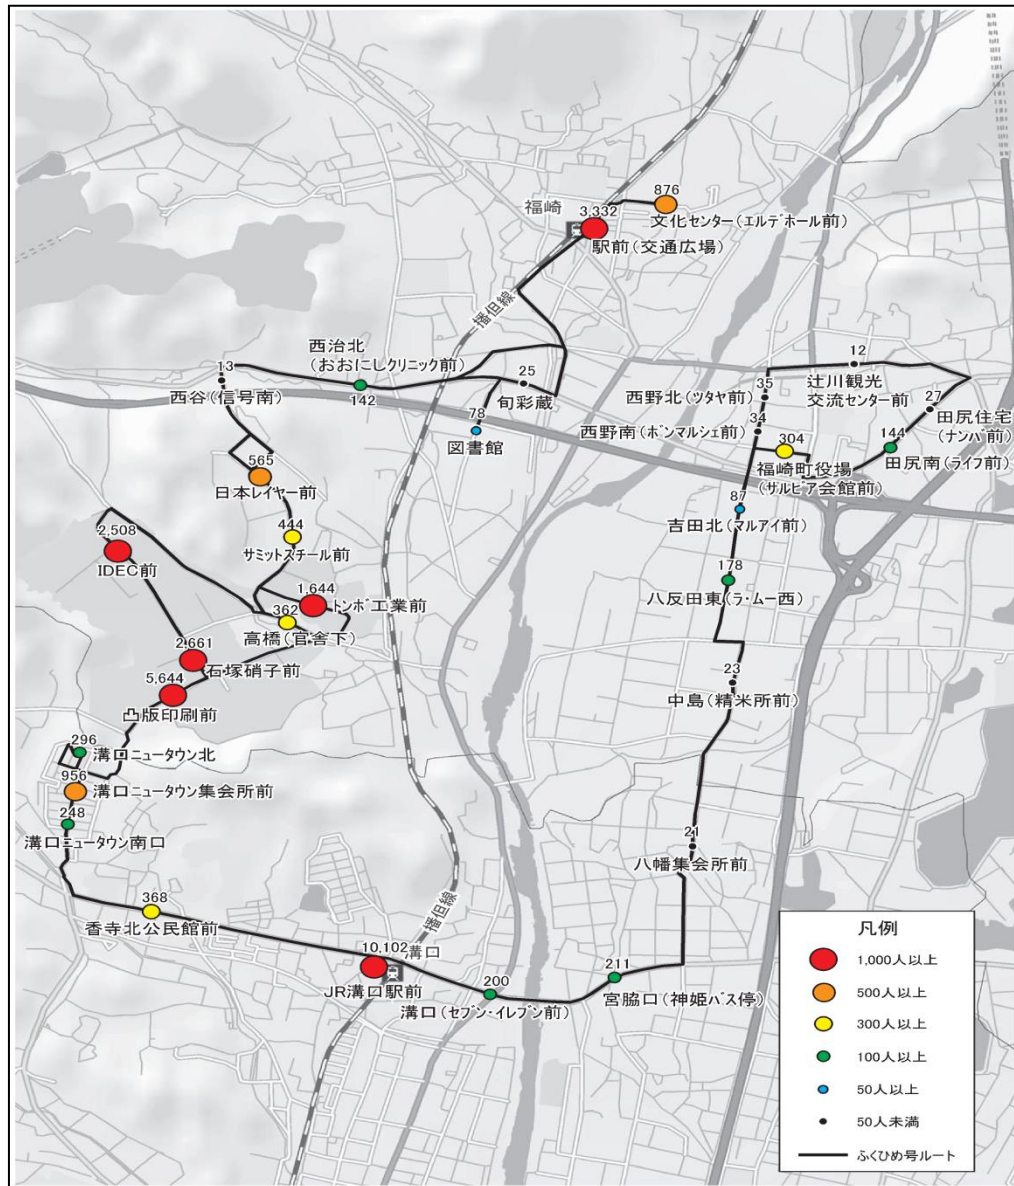 876
福崎
3,332
文化センター(エルデホール前)
駅前(交通広場)
播但線
西治北
(おおにしクリニック前)
13
西谷(信号南)
142
25
旬彩蔵
78
図書館
12
辻川観光
交流センター前
35
西野北(ツタヤ前)
34
西野南(ボンマルシェ前)
27
田尻住宅
(ナンバ前)
144
田尻南(ライフ前)
304
福崎町役場
(サルビア会館前)
565
日本レイヤー前
87
吉田北(マルアイ前)
444
サミットスチール前
2,508
IDEC前
178
八反田東(ラ・ムー西)
1,644
トンボ工業前
362
高橋(官舎下)
2,661
石塚硝子前
5,644
凸版印刷前
23
中島(精米所前)
296
溝口ニュータウン北
956
溝口ニュータウン集会所前
248
溝口ニュータウン南口
21
八幡集会所前
368
香寺北公民館前
播但線
10,102
溝口
JR溝口駅前
200
溝口(セブン・イレブン前)
211
宮脇口(神姫バス停)
凡例
1,000人以上
500人以上
300人以上
100人以上
50人以上
50人未満
ふくひめ号ルート